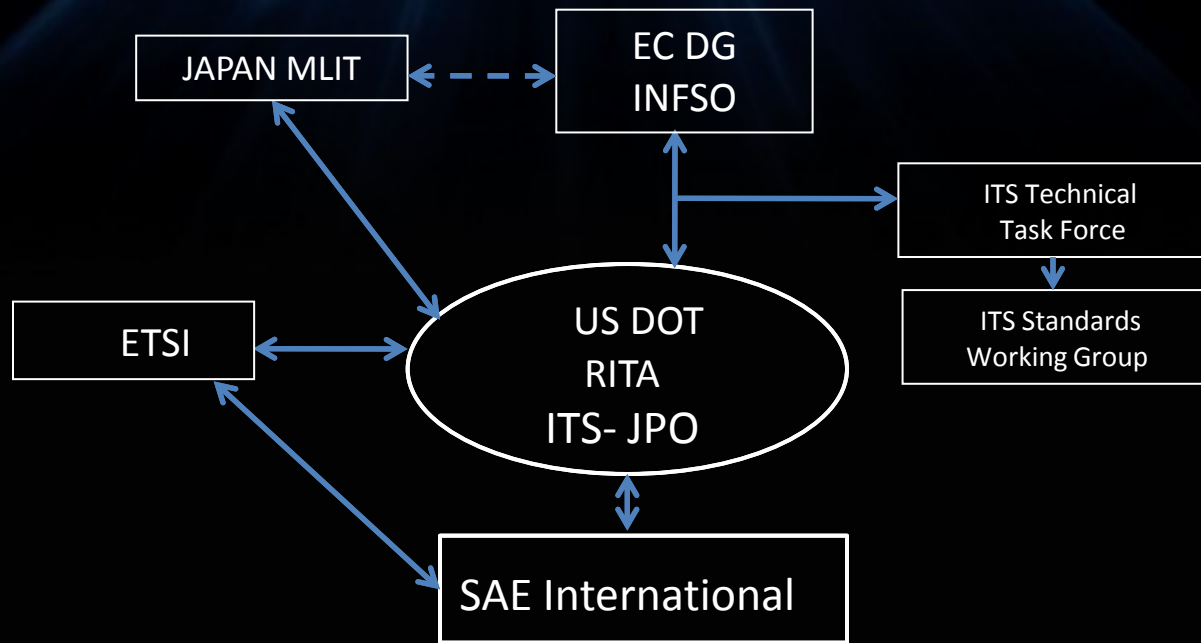 JAPAN MLIT
EC DG
INFSO
ITS Technical
Task Force
ITS Standards
Working Group
ETSI
US DOT
RITA
ITS- JPO
SAE International